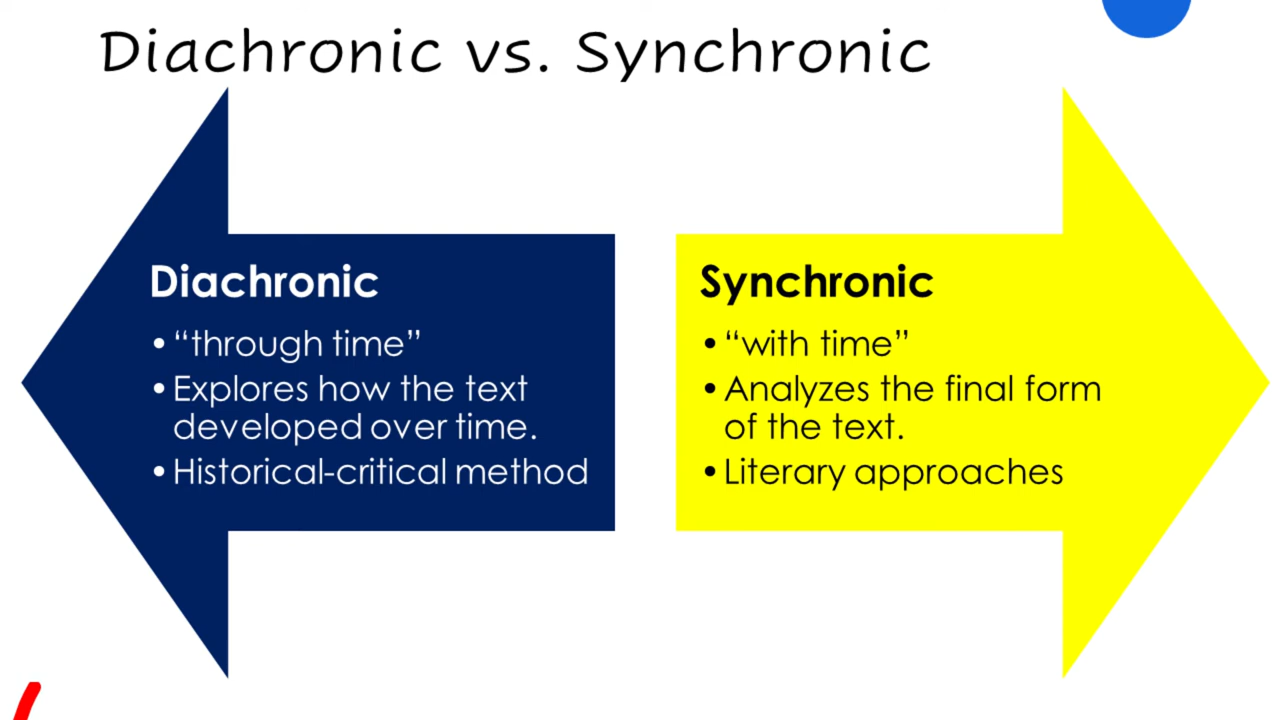 Diachronic vs. Synchronic
Diachronic
• “through time”
• Explores how the text
developed over time.
• Historical-critical method
Synchronic
• “with time”
• Analyzes the final form
of the text.
• Literary approaches